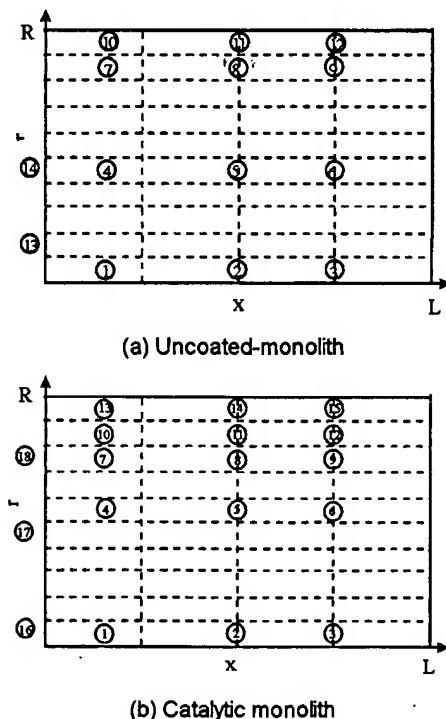 R
10 11 12
7 8 9
r
14 4 5 6
13
1 2 3
x L
(a) Uncoated-monolith
R
13 14 15
10 11 12
18 7 8 9
r
4 5 6
17
16 1 2 3
x L
(b) Catalytic monolith